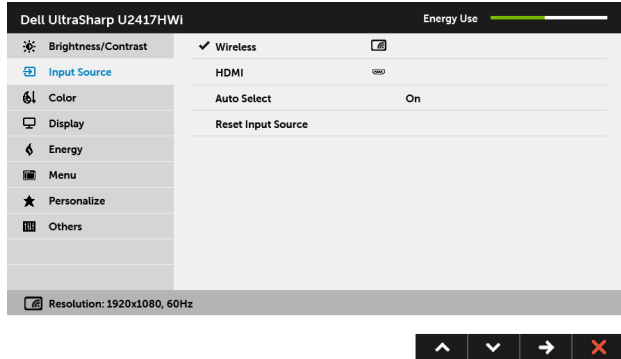 Dell UltraSharp U2417HWi Energy Use
Brightness/Contrast Wireless
Input Source HDMI
Color Auto Select On
Display Reset Input Source
Energy
Menu
Personalize
Others
Resolution: 1920x1080, 60Hz